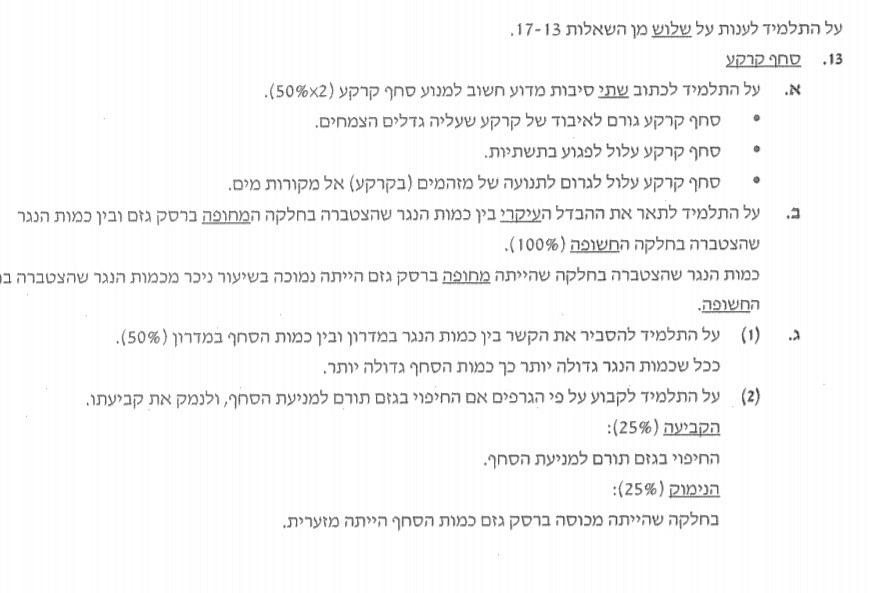 על התלמיד לענות על שלוש מן השאלות 13-17.
13. סחף קרקע
א. על התלמיד לכתוב שתי סיבות מדוע חשוב למנוע סחף קרקע (50%x2).
• סחף קרקע גורם לאיבוד של קרקע שעליה גדלים הצמחים.
• סחף קרקע עלול לפגוע בתשתיות.
• סחף קרקע עלול לגרום לתנועה של מזהמים (בקרקע) אל מקורות מים.
ב. על התלמיד לתאר את ההבדל העיקרי בין כמות הנגר שהצטברה בחלקה המחופה ברסק גזם ובין כמות הנגר
שהצטברה בחלקה החשופה (100%).
כמות הנגר שהצטברה בחלקה שהייתה מחופה ברסק גזם הייתה נמוכה בשיעור ניכר מכמות הנגר שהצטברה
החשופה.
ג. (1) על התלמיד להסביר את הקשר בין כמות הנגר במדרון ובין כמות הסחף במדרון (50%).
ככל שכמות הנגר גדולה יותר כך כמות הסחף גדולה יותר.
(2) על התלמיד לקבוע על פי הגרפים אם החיפוי בגזם תורם למניעת הסחף, ולנמק את קביעתו.
הקביעה (25%):
החיפוי בגזם תורם למניעת הסחף.
הנימוק (25%):
בחלקה שהייתה מכוסה ברסק גזם כמות הסחף הייתה מזערית.